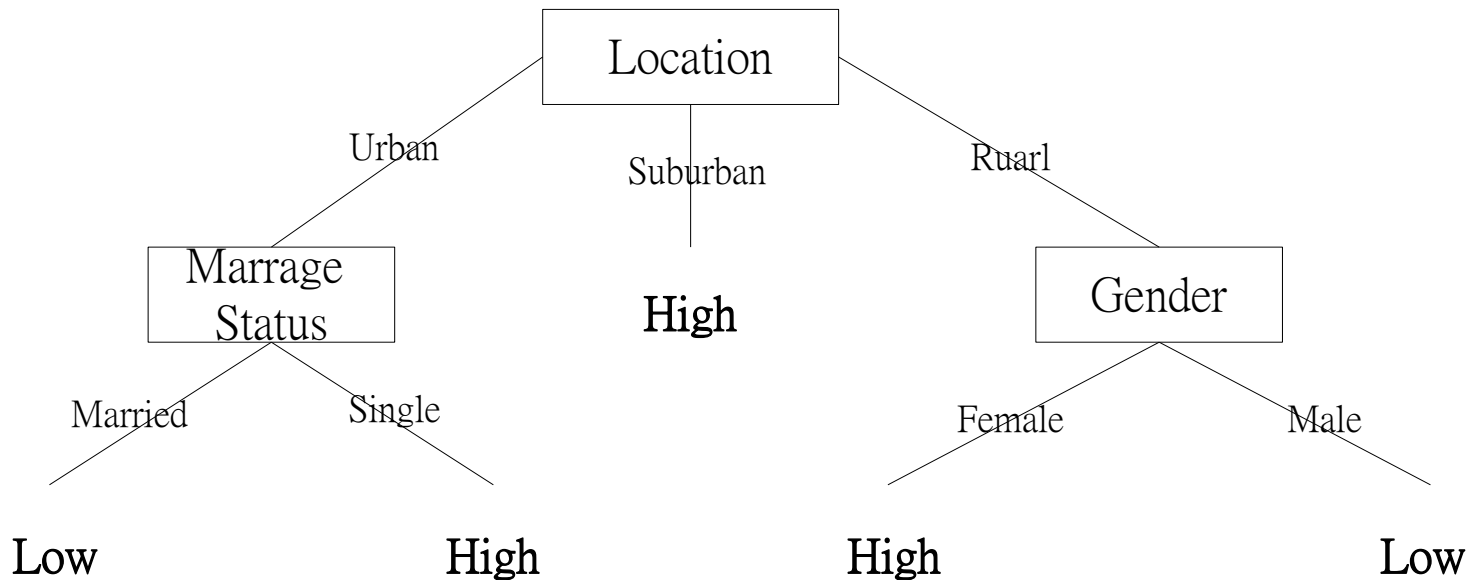 Location
Urban
Suburban
Ruarl
Marrage
Status
High
Gender
Married
Single
Female
Male
Low
High
High
Low